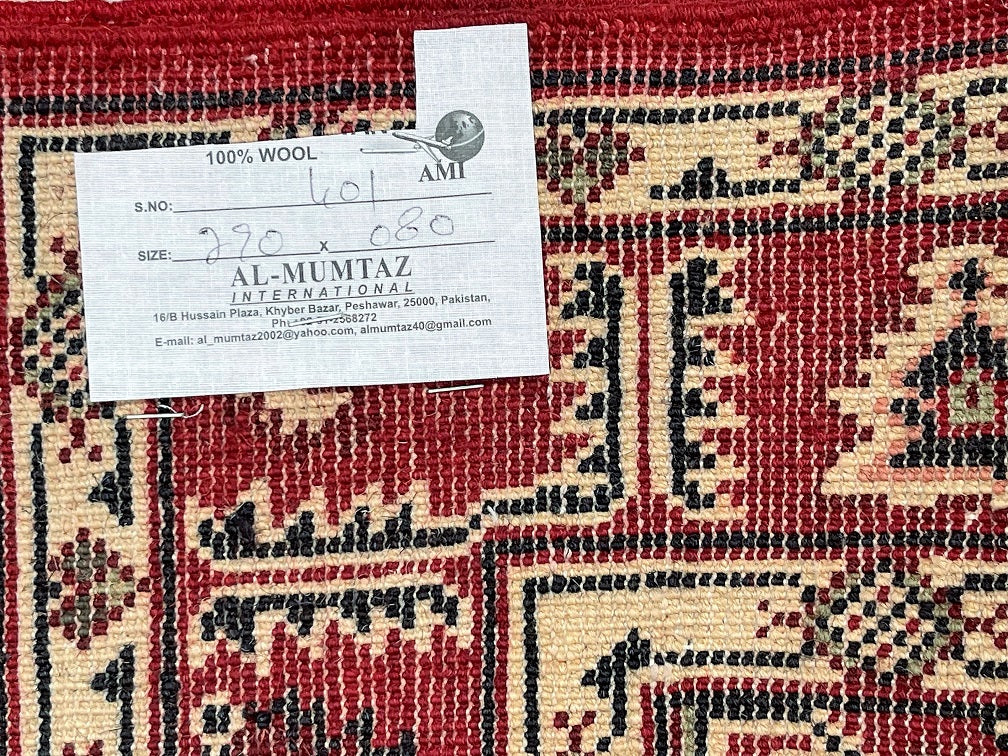 100% WOOL
AMI
S.NO: 401
SIZE: 290 x 080
AL-MUMTAZ
INTERNATIONAL
16/B Hussain Plaza, Khyber Bazar, Peshawar, 25000, Pakistan,
E-mail: al_mumtaz2002@yahoo.com, almumtaz40@gmail.com